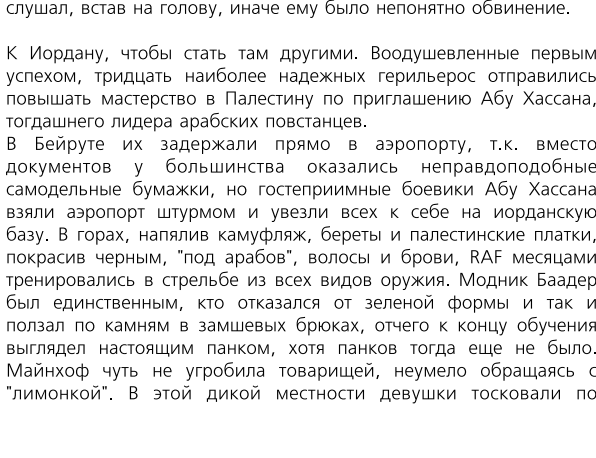 слушал, встав на голову, иначе ему было непонятно обвинение.
К Иордану, чтобы стать там другими. Воодушевленные первым
успехом, тридцать наиболее надежных герильерос отправились
повышать мастерство в Палестину по приглашению Абу Хассана,
тогдашнего лидера арабских повстанцев.
В Бейруте их задержали прямо в аэропорту, т.к. вместо
документов у большинства оказались неправдоподобные
самодельные бумажки, но гостеприимные боевики Абу Хассана
взяли аэропорт штурмом и увезли всех к себе на иорданскую
базу. В горах, напялив камуфляж, береты и палестинские платки,
покрасив черным, "под арабов", волосы и брови, RAF месяцами
тренировались в стрельбе из всех видов оружия. Модник Баадер
был единственным, кто отказался от зеленой формы и так и
ползал по камням в замшевых брюках, отчего к концу обучения
выглядел настоящим панком, хотя панков тогда еще не было.
Майнхоф чуть не угробила товарищей, неумело обращаясь с
"лимонкой". В этой дикой местности девушки тосковали по